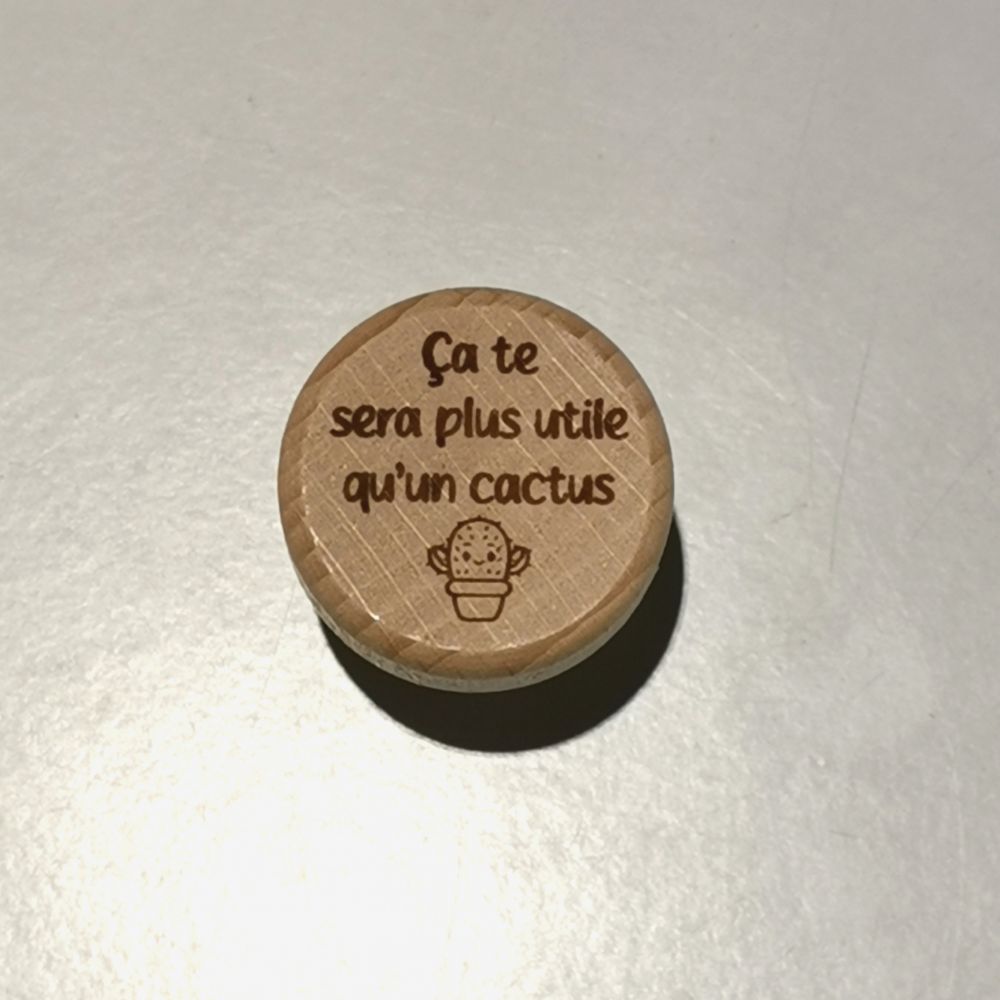 Ça te
sera plus utile
qu'un cactus